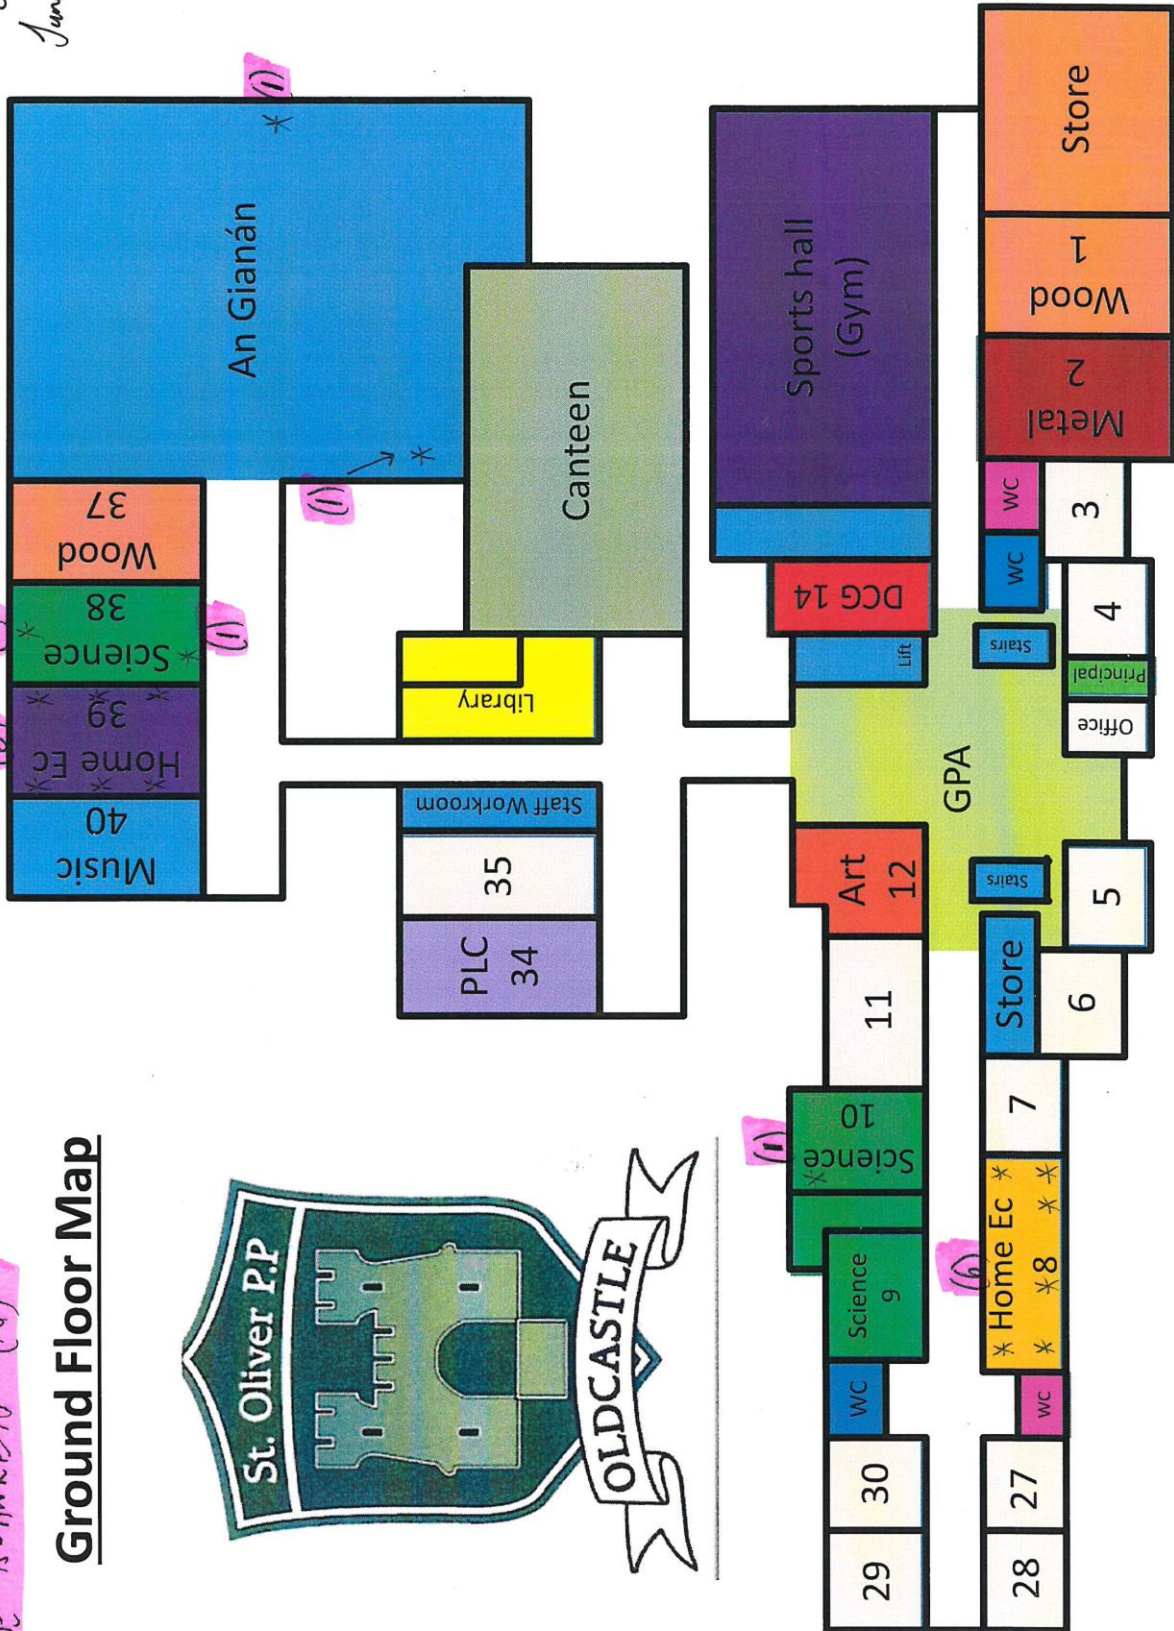 Ground Floor Map
St. Oliver P.P
OLDCASTLE
An Gianán
(1)
(1)
37
Wood
38
Science
(1)
39
Home Ec
40
Music
Canteen
Library
Staff Workroom
35
PLC
34
Sports hall
(Gym)
DCG 14
Lift
GPA
Art
12
11
10
Science
(1)
Science
9
WC
30
29
Store
1
Wood
2
Metal
WC
WC
3
4
Stairs
Principal
Office
Stairs
5
Store
6
7
Home Ec
8
(6)
WC
27
28